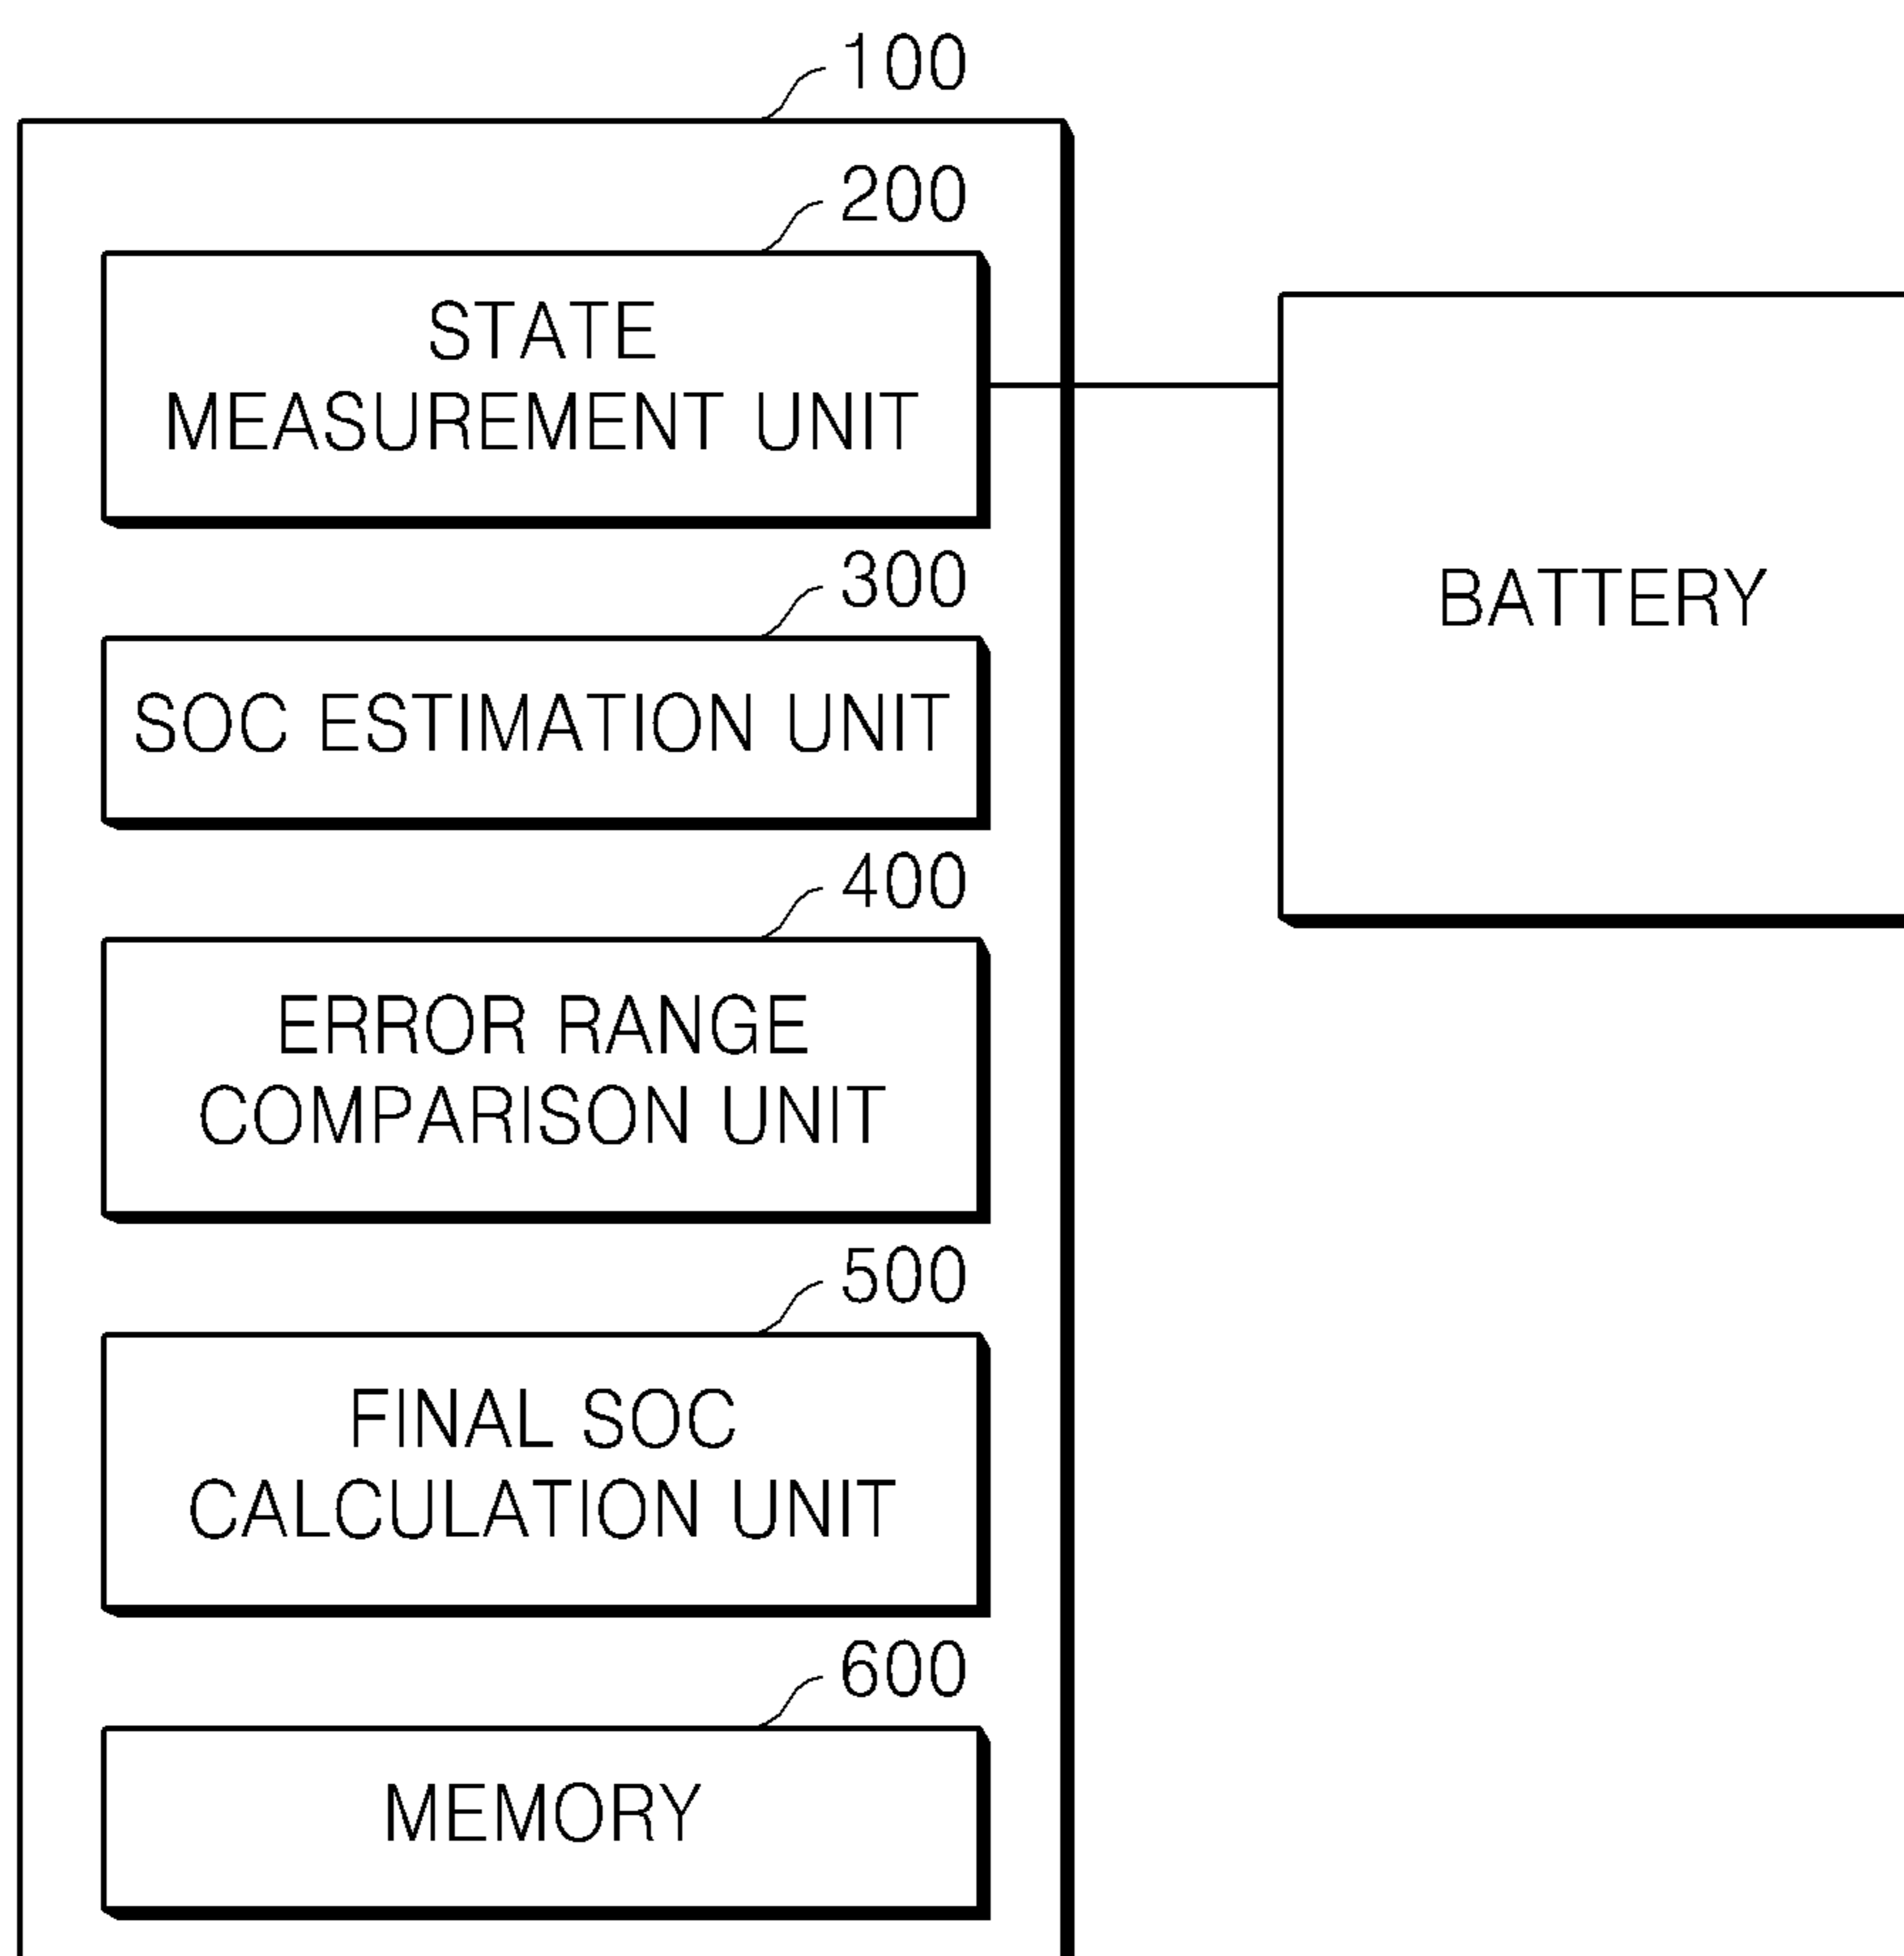 100
200
STATE
MEASUREMENT UNIT
300
SOC ESTIMATION UNIT
400
ERROR RANGE
COMPARISON UNIT
500
FINAL SOC
CALCULATION UNIT
600
MEMORY
BATTERY